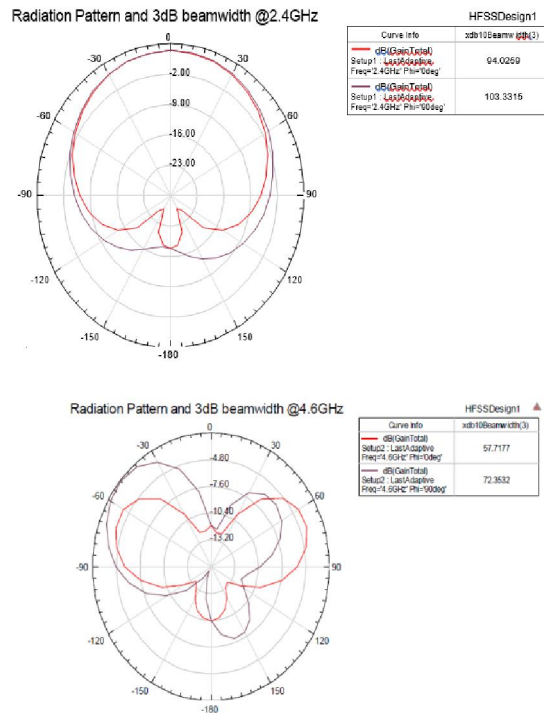 Radiation Pattern and 3dB beamwidth @2.4GHz
HFSSDesign1
Curve Info xdb10Beamwidth(3)
dB(GainTotal)
Setup1 : LastAdaptive
Freq='2.4GHz' Phi='0deg'
94.0259
dB(GainTotal)
Setup1 : LastAdaptive
Freq='2.4GHz' Phi='90deg'
103.3315
0
-30 30
-2.00
-60 -8.00 60
-16.00
-23.00
-90 90
-120 120
-150 150
-180
Radiation Pattern and 3dB beamwidth @4.6GHz
HFSSDesign1
Curve Info xdb10Beamwidth(3)
dB(GainTotal)
Setup2 : LastAdaptive
Freq='4.6GHz' Phi='0deg'
57.7177
dB(GainTotal)
Setup2 : LastAdaptive
Freq='4.6GHz' Phi='90deg'
72.3532
0
-30 30
-4.80
-60 -7.60 60
-10.40
-13.20
-90 90
-120 120
-150 150
-180